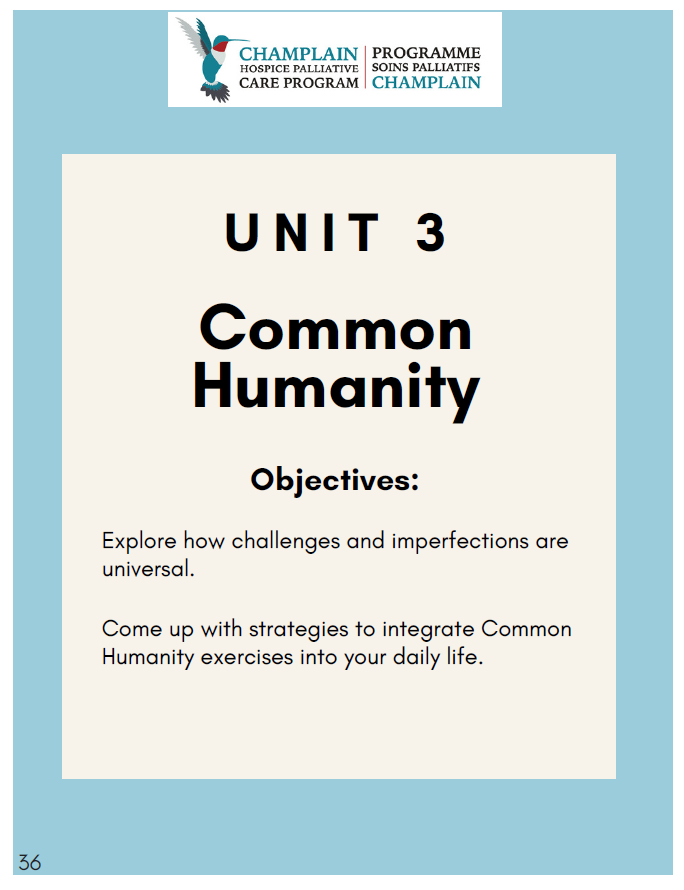 CHAMPLAIN
HOSPICE PALLIATIVE
CARE PROGRAM
PROGRAMME
SOINS PALLIATIFS
CHAMPLAIN
UNIT 3
Common
Humanity
Objectives:
Explore how challenges and imperfections are
universal.
Come up with strategies to integrate Common
Humanity exercises into your daily life.
36